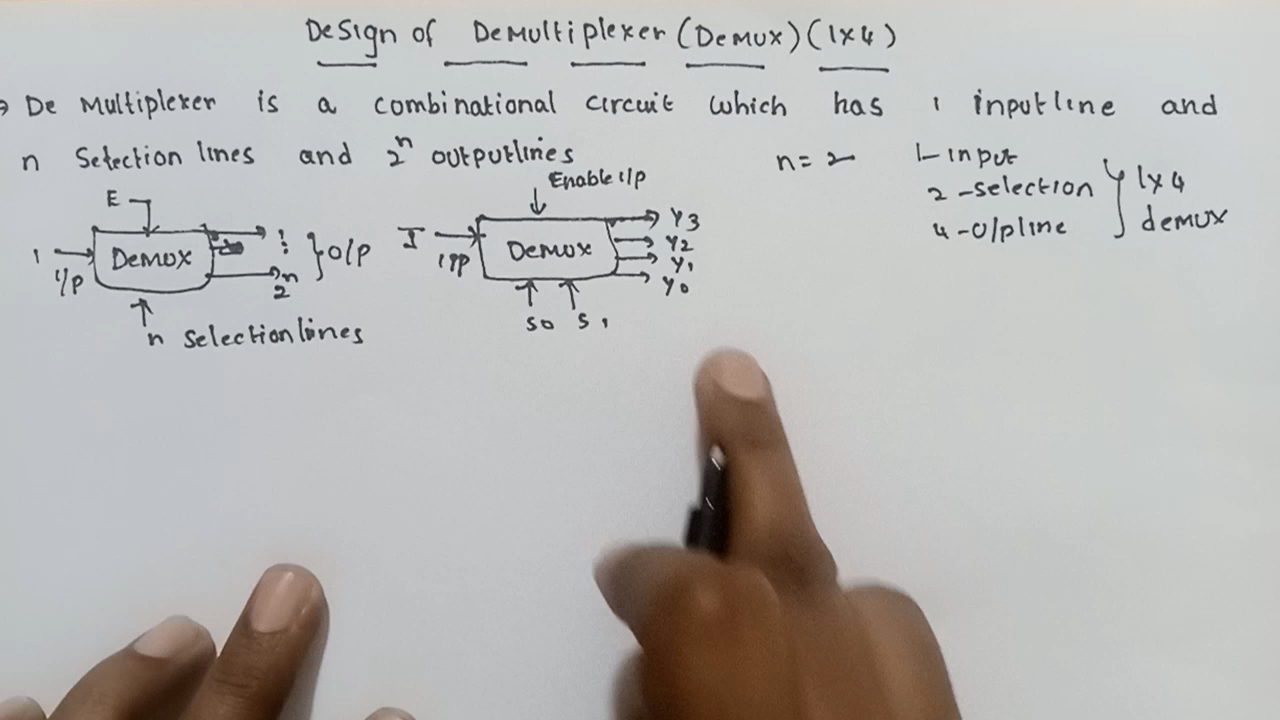 Design of DeMultiplexer (DeMux) (1x4)
→ De Multiplexer is a combinational circuit which has 1 inputline and
n Selection lines and 2^n outputlines
n = 2
1- input
2 - selection
4 - O/pline
1x4
demux
E
1
I/p
Demux
1
2^n
O/P
n selectionlines
Enable I/p
I
I/p
Demux
Y3
Y2
Y1
Y0
S0 S1